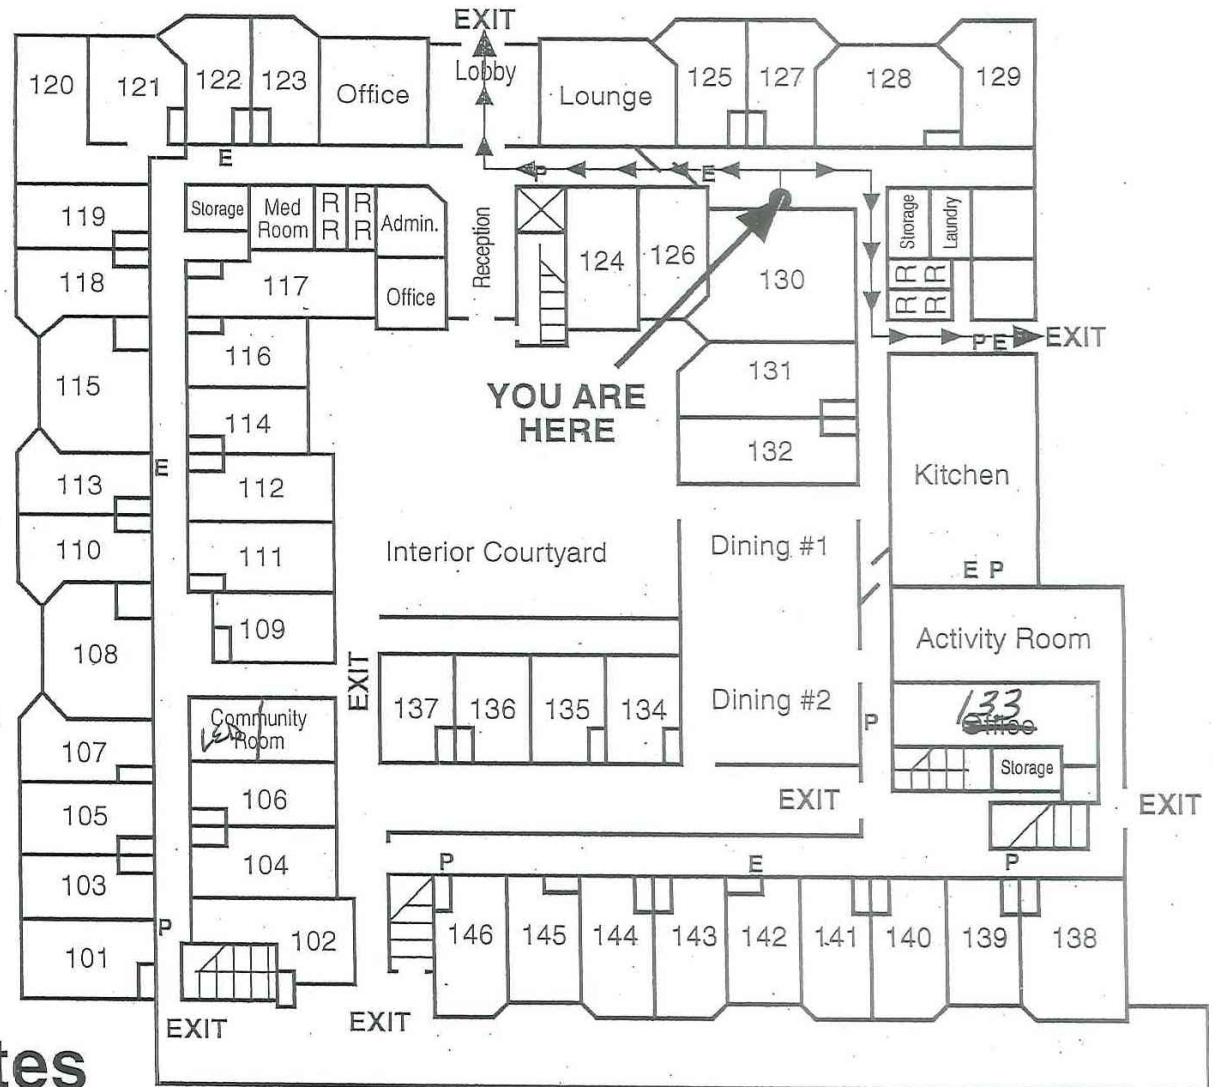 EXIT
Lobby
120
121
122
123
Office
Lounge
125
127
128
129
E
P
E
119
Storage
Med
Room
R
R
R
R
Admin.
Reception
124
126
130
Storage
Laundry
118
117
Office
R R
R R
116
P E
EXIT
115
131
YOU ARE
HERE
114
132
E
113
112
Kitchen
110
111
Interior Courtyard
Dining #1
E P
109
108
EXIT
Activity Room
137
136
135
134
Dining #2
P
133
Office
Community
Room
107
Storage
106
105
EXIT
EXIT
104
103
P
E
P
P
102
101
146
145
144
143
142
141
140
139
138
EXIT
EXIT
tes